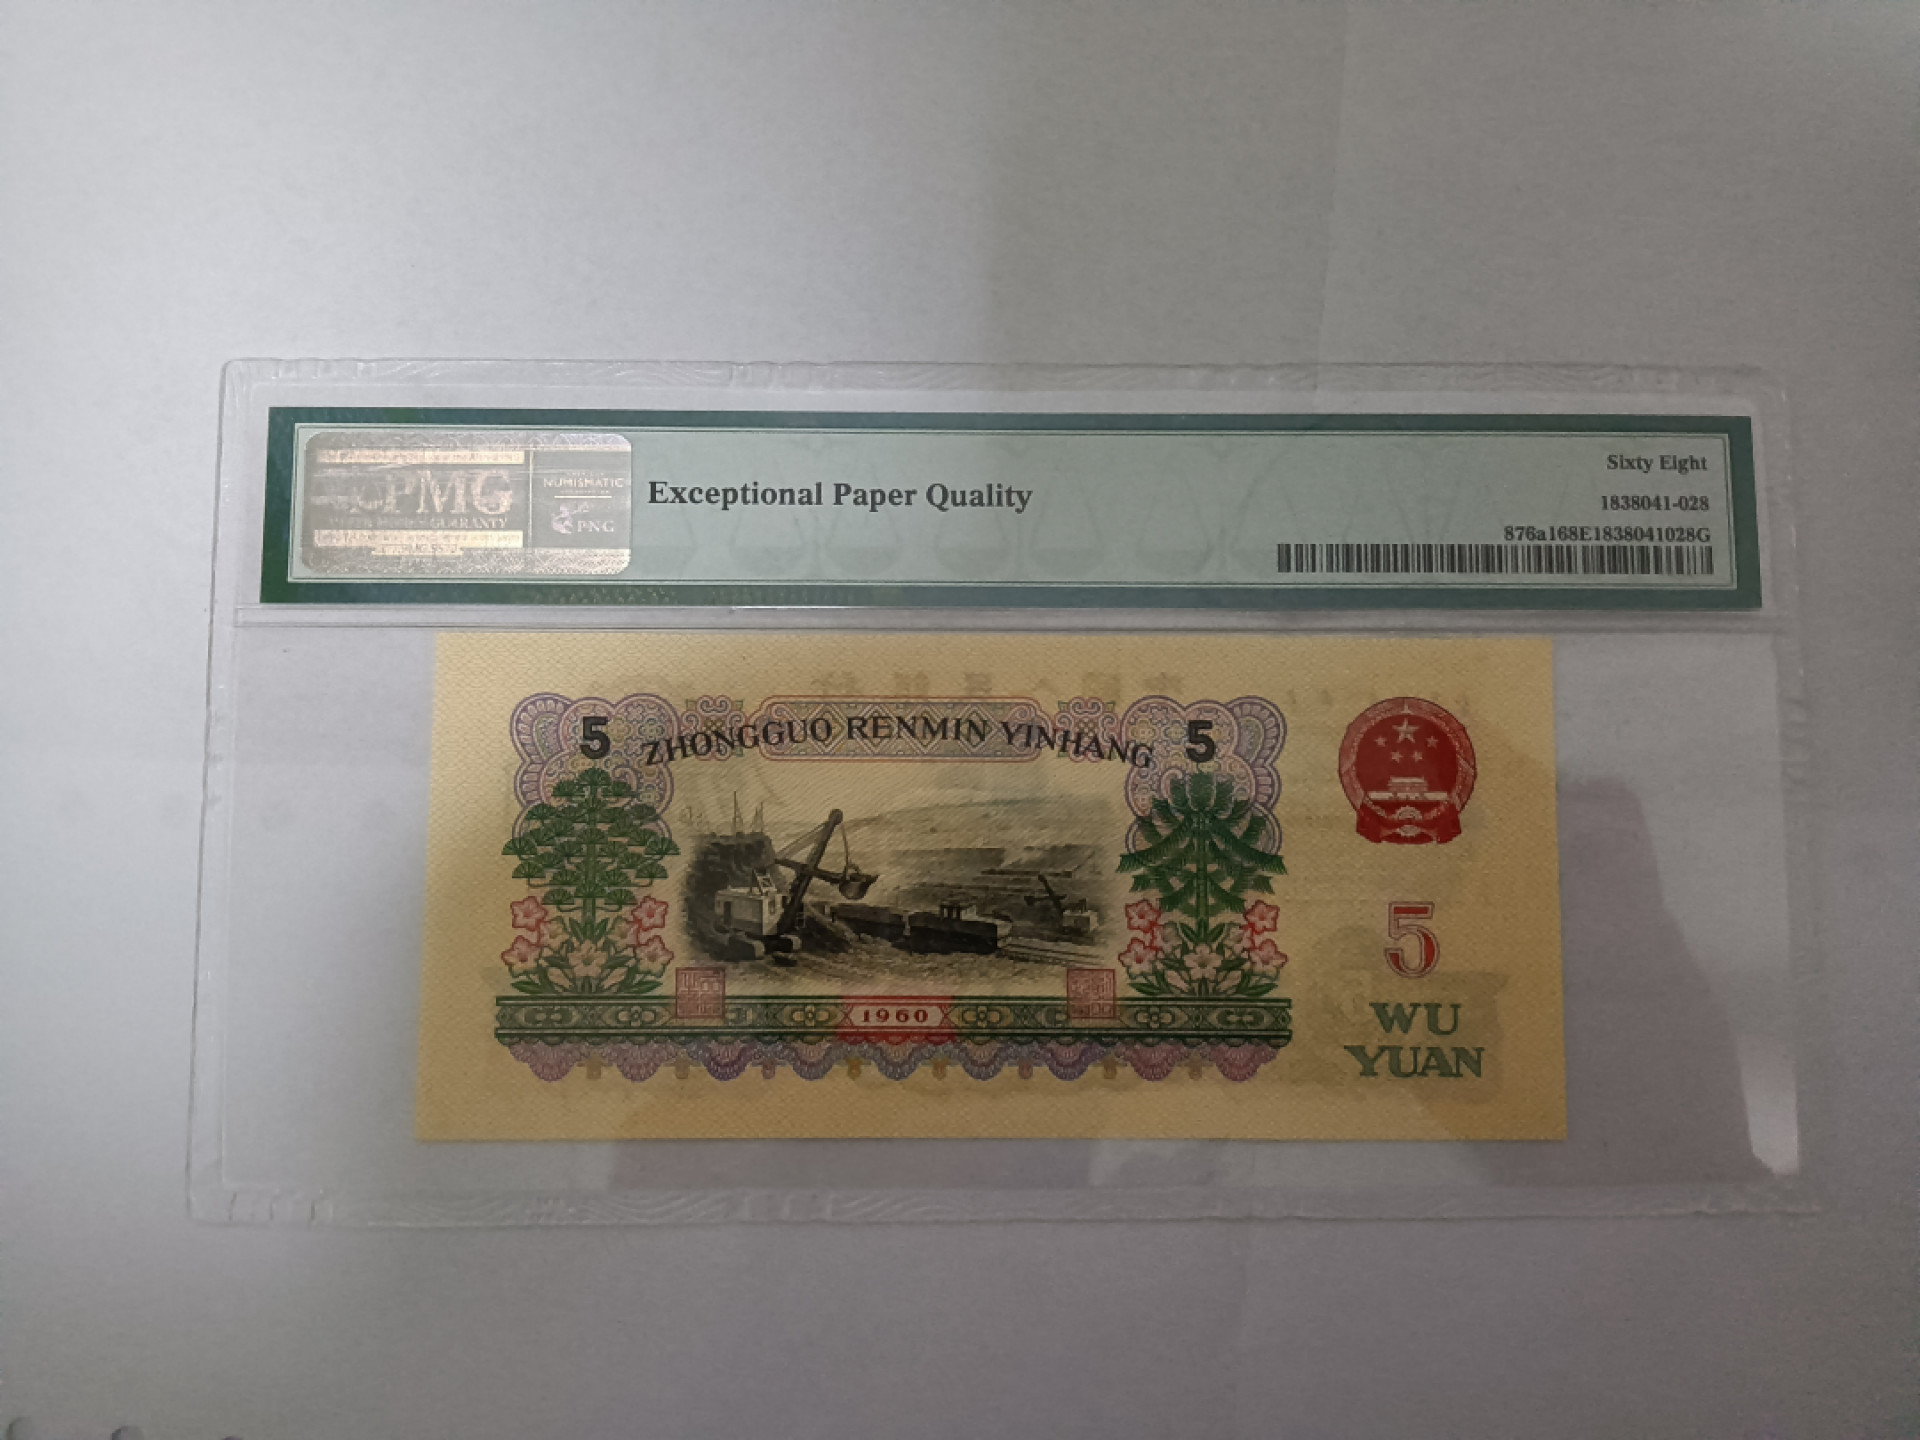 PMG
NUMISMATIC
PNG
Exceptional Paper Quality
Sixty Eight
1838041-028
876a168E1838041028G
5
ZHONGGUO RENMIN YINHANG
5
5
1960
WU
YUAN